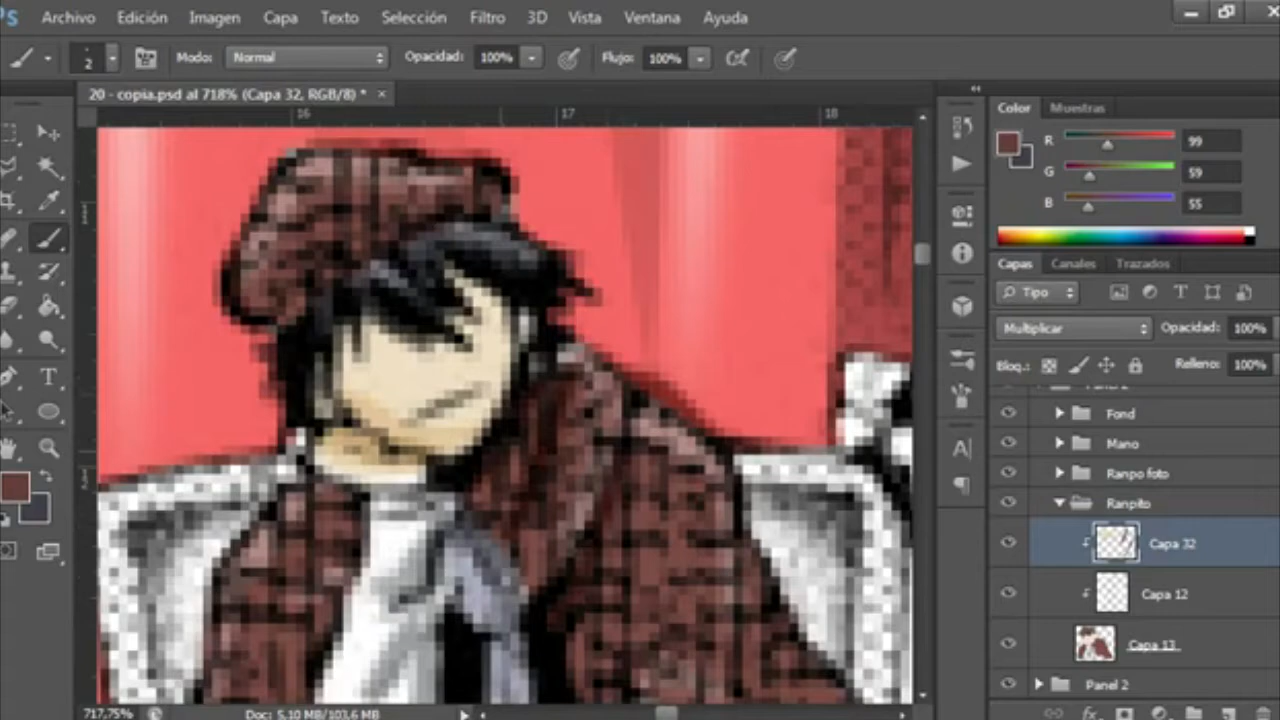 Ps Archivo Edición Imagen Capa Texto Selección Filtro 3D Vista Ventana Ayuda
2 Modo: Normal Opacidad: 100% Flujo: 100%
20 - copia.psd al 718% (Capa 32, RGB/8) * ×
16 17 18
Color Muestras
R 99
G 59
B 55
Capas Canales Trazados
Tipo
Multiplicar Opacidad: 100%
Bloq.: Relleno: 100%
Fond
Mano
Ranpo foto
Ranpito
Capa 32
Capa 12
Capa 13
Panel 2
717,75% Doc: 5,10 MB/103,6 MB